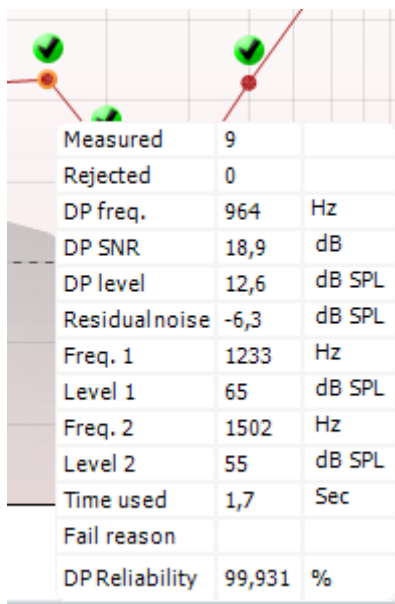 Measured 9
Rejected 0
DP freq. 964 Hz
DP SNR 18,9 dB
DP level 12,6 dB SPL
Residual noise -6,3 dB SPL
Freq. 1 1233 Hz
Level 1 65 dB SPL
Freq. 2 1502 Hz
Level 2 55 dB SPL
Time used 1,7 Sec
Fail reason
DP Reliability 99,931 %